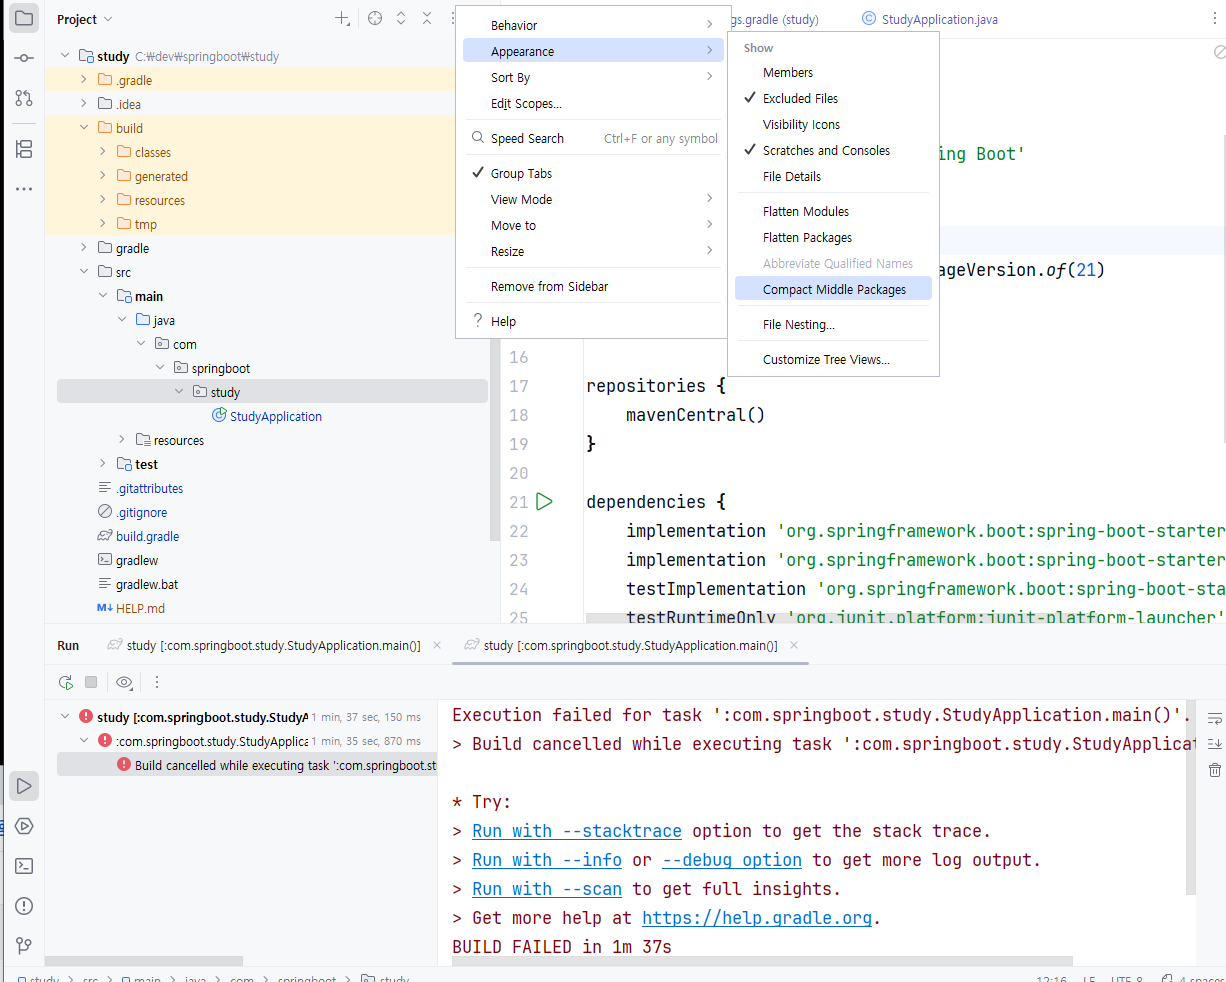 Project
study C:₩dev₩springboot₩study
.gradle
.idea
build
classes
generated
resources
tmp
gradle
src
main
java
com
springboot
study
StudyApplication
resources
test
.gitattributes
.gitignore
build.gradle
gradlew
gradlew.bat
M↓ HELP.md
Behavior
Appearance
Sort By
Edit Scopes...
Speed Search Ctrl+F or any symbol
Group Tabs
View Mode
Move to
Resize
Remove from Sidebar
? Help
gs.gradle (study)
StudyApplication.java
Show
Members
Excluded Files
Visibility Icons
Scratches and Consoles
File Details
Flatten Modules
Flatten Packages
Abbreviate Qualified Names
Compact Middle Packages
File Nesting...
Customize Tree Views...
ing Boot'
ageVersion.of(21)
16
17 repositories {
18 mavenCentral()
19 }
20
21 dependencies {
22 implementation 'org.springframework.boot:spring-boot-starter
23 implementation 'org.springframework.boot:spring-boot-starter
24 testImplementation 'org.springframework.boot:spring-boot-sta
25 testRuntimeOnly 'org.junit.platform:junit-platform-launcher'
Run study [:com.springboot.study.StudyApplication.main()] study [:com.springboot.study.StudyApplication.main()]
study [:com.springboot.study.StudyA 1 min, 37 sec, 150 ms
:com.springboot.study.StudyApplica 1 min, 35 sec, 870 ms
Build cancelled while executing task ':com.springboot.st
Execution failed for task ':com.springboot.study.StudyApplication.main()'.
> Build cancelled while executing task ':com.springboot.study.StudyApplicat
* Try:
> Run with --stacktrace option to get the stack trace.
> Run with --info or --debug option to get more log output.
> Run with --scan to get full insights.
> Get more help at https://help.gradle.org.
BUILD FAILED in 1m 37s
study > src > main > java > com > springboot > study 12:16 LF UTF-8 4 spaces